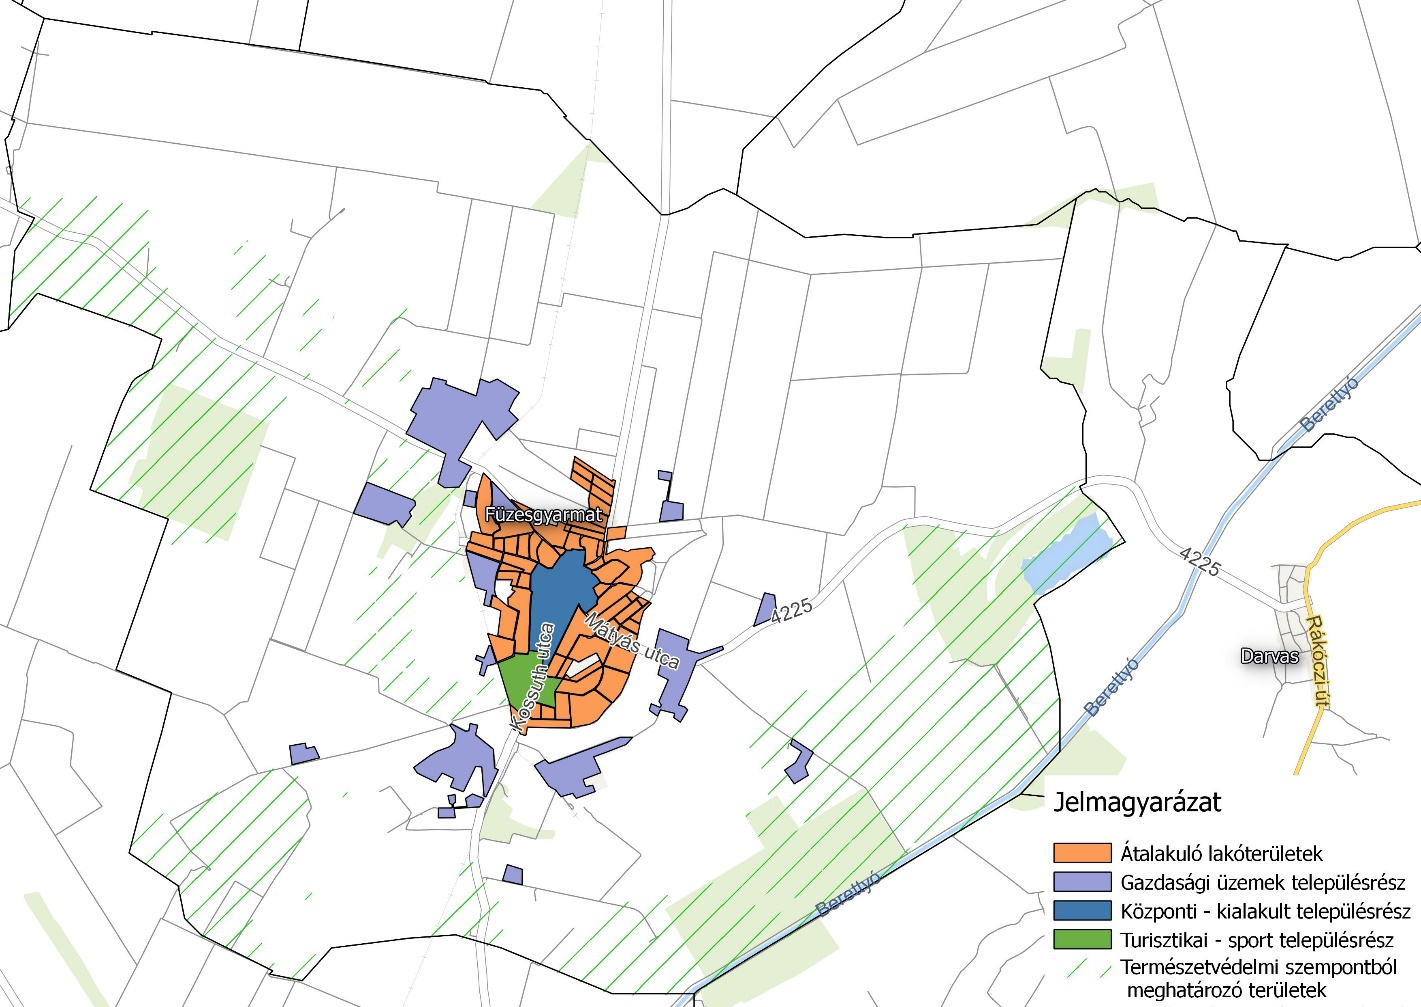 Berettyó
Füzesgyarmat
4225
4225
Mátyás utca
Rákóczi út
Kossuth utca
Darvas
Berettyó
Berettyó
Jelmagyarázat
Átalakuló lakóterületek
Gazdasági üzemek településrész
Központi - kialakult településrész
Turisztikai - sport településrész
Természetvédelmi szempontból
meghatározó területek